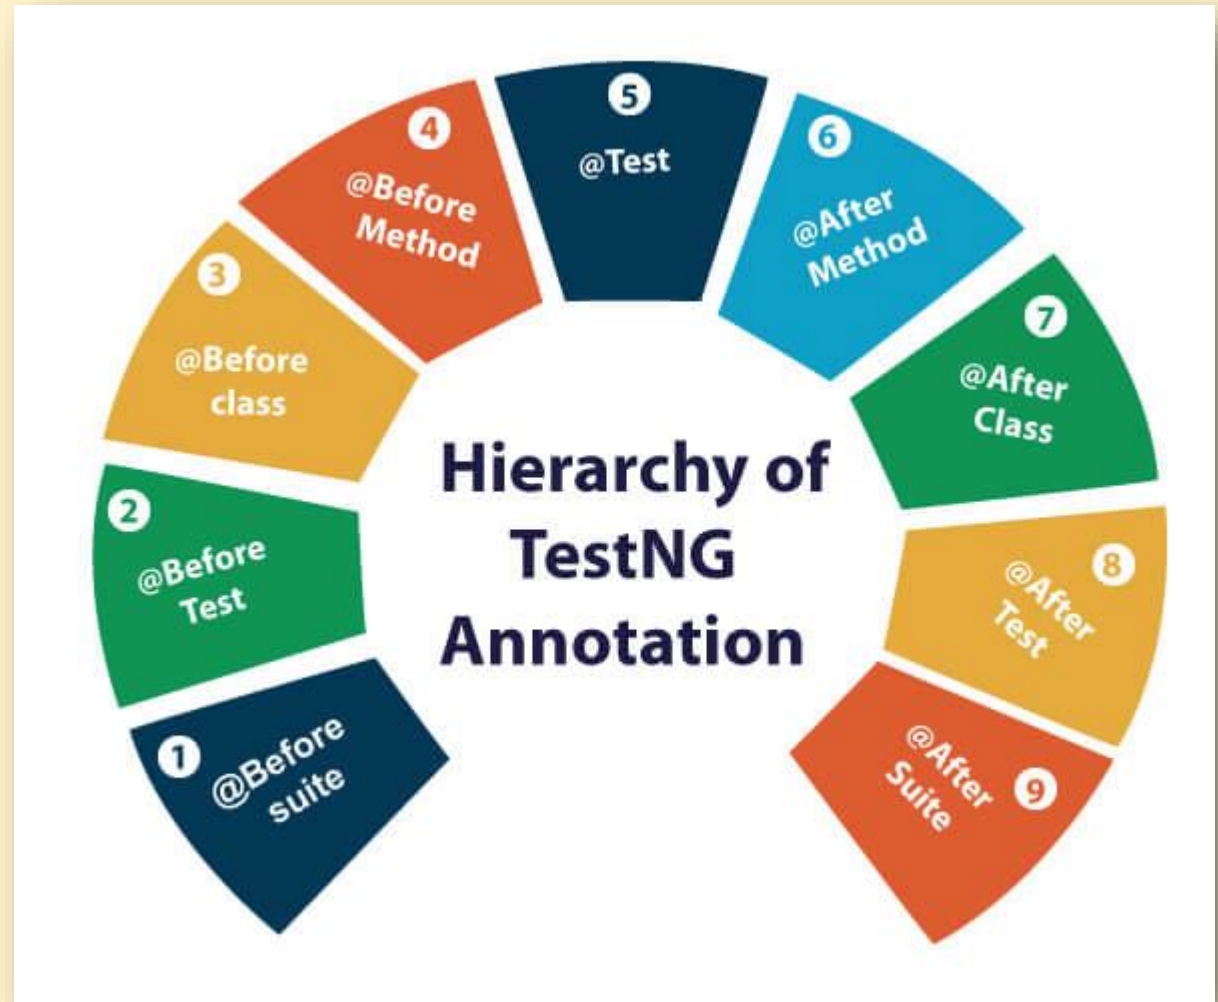 1
@Before
suite
2
@Before
Test
3
@Before
class
4
@Before
Method
5
@Test
6
@After
Method
7
@After
Class
8
@After
Test
9
@After
Suite
Hierarchy of
TestNG
Annotation